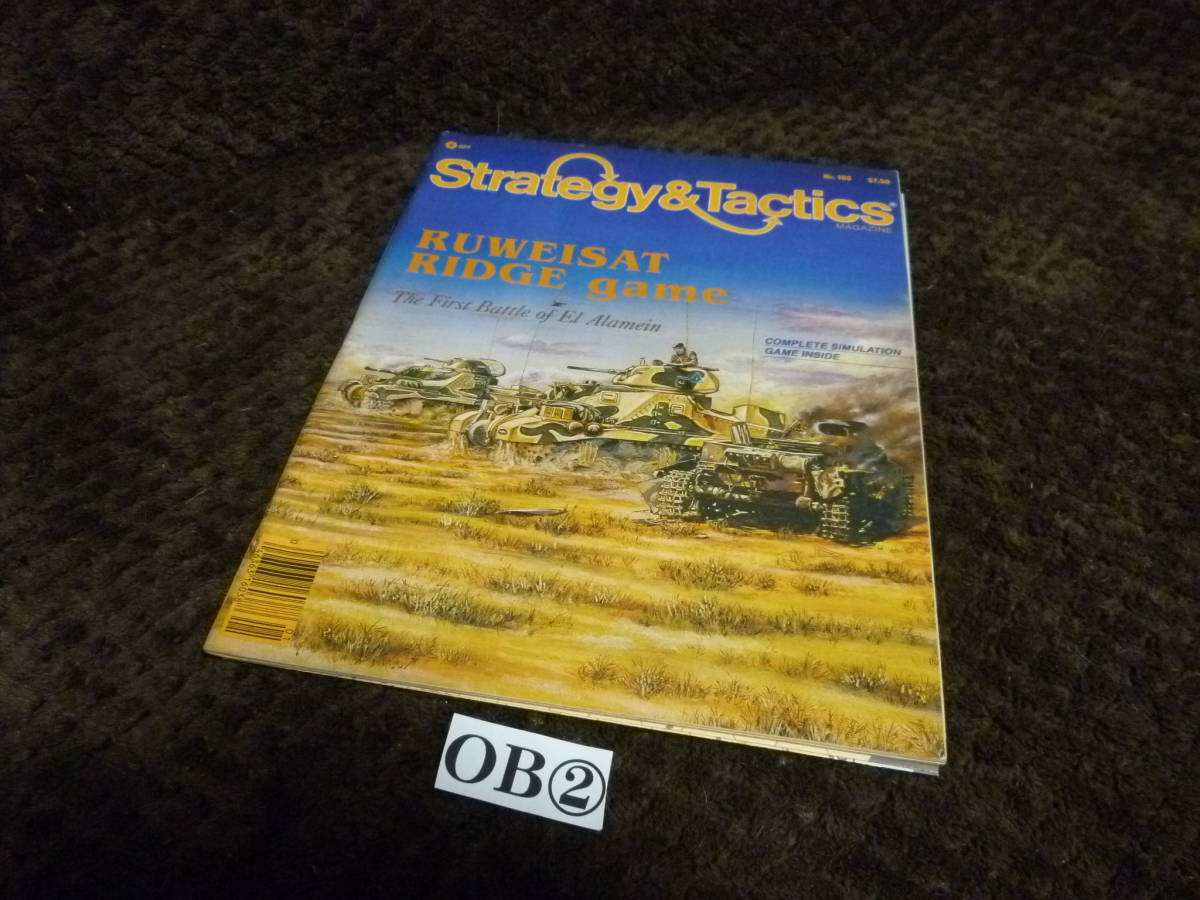 Strategy&Tactics
MAGAZINE
$7.50
RUWEISAT
RIDGE game
The First Battle of El Alamein
COMPLETE SIMULATION
GAME INSIDE
OB②